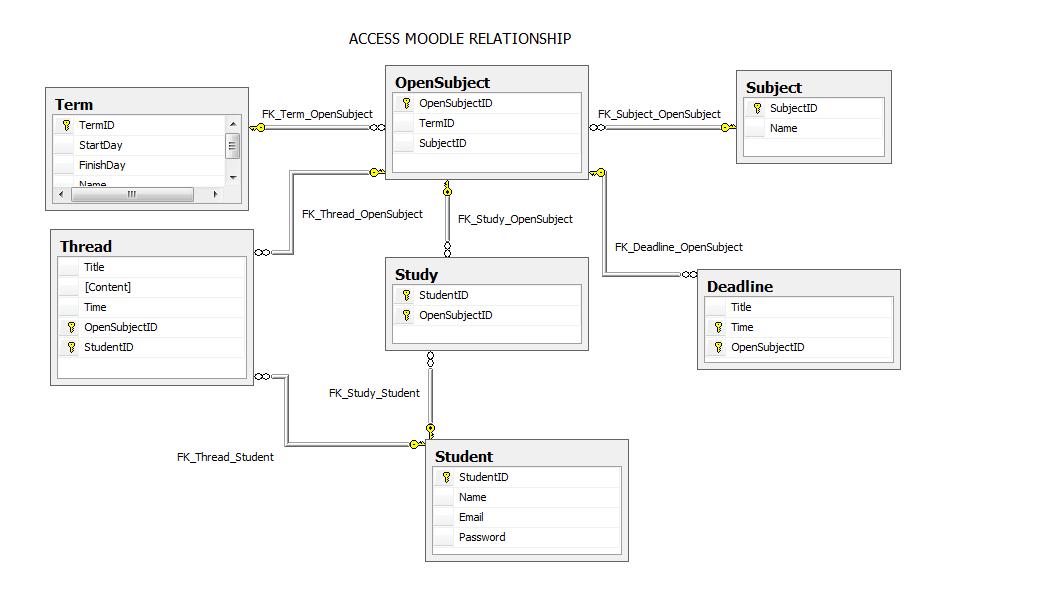 ACCESS MOODLE RELATIONSHIP
Term
TermID
StartDay
FinishDay
Name
FK_Term_OpenSubject
OpenSubject
OpenSubjectID
TermID
SubjectID
FK_Subject_OpenSubject
Subject
SubjectID
Name
FK_Thread_OpenSubject
FK_Study_OpenSubject
FK_Deadline_OpenSubject
Thread
Title
[Content]
Time
OpenSubjectID
StudentID
Study
StudentID
OpenSubjectID
Deadline
Title
Time
OpenSubjectID
FK_Study_Student
FK_Thread_Student
Student
StudentID
Name
Email
Password